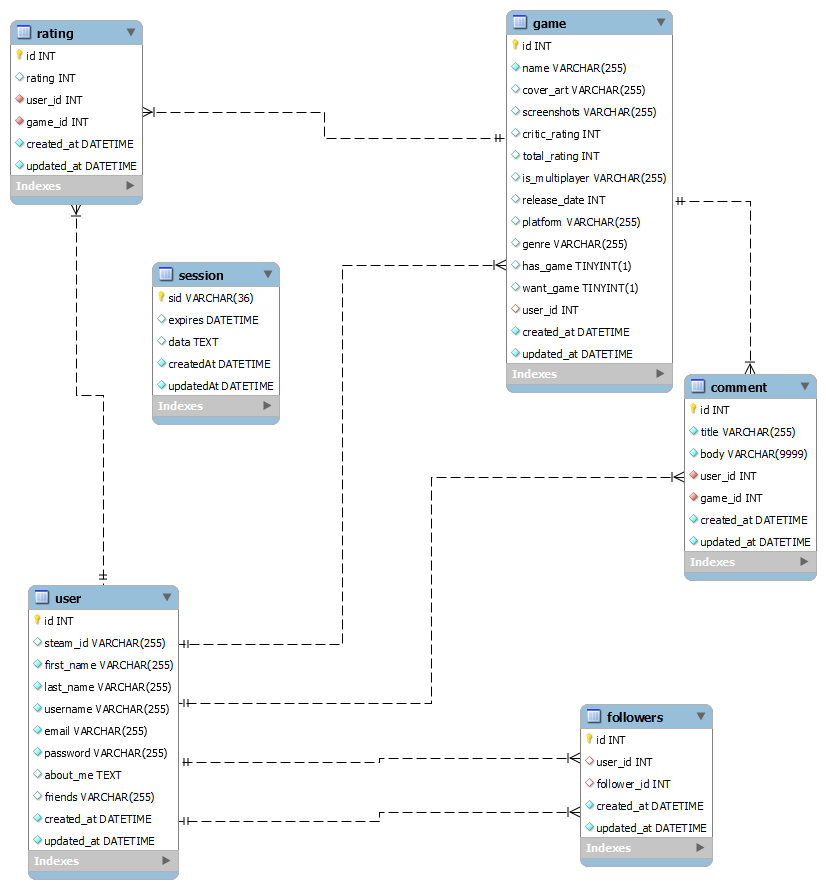 rating
id INT
rating INT
user_id INT
game_id INT
created_at DATETIME
updated_at DATETIME
Indexes
game
id INT
name VARCHAR(255)
cover_art VARCHAR(255)
screenshots VARCHAR(255)
critic_rating INT
total_rating INT
is_multiplayer VARCHAR(255)
release_date INT
platform VARCHAR(255)
genre VARCHAR(255)
has_game TINYINT(1)
want_game TINYINT(1)
user_id INT
created_at DATETIME
updated_at DATETIME
Indexes
session
sid VARCHAR(36)
expires DATETIME
data TEXT
createdAt DATETIME
updatedAt DATETIME
Indexes
comment
id INT
title VARCHAR(255)
body VARCHAR(9999)
user_id INT
game_id INT
created_at DATETIME
updated_at DATETIME
Indexes
user
id INT
steam_id VARCHAR(255)
first_name VARCHAR(255)
last_name VARCHAR(255)
username VARCHAR(255)
email VARCHAR(255)
password VARCHAR(255)
about_me TEXT
friends VARCHAR(255)
created_at DATETIME
updated_at DATETIME
Indexes
followers
id INT
user_id INT
follower_id INT
created_at DATETIME
updated_at DATETIME
Indexes